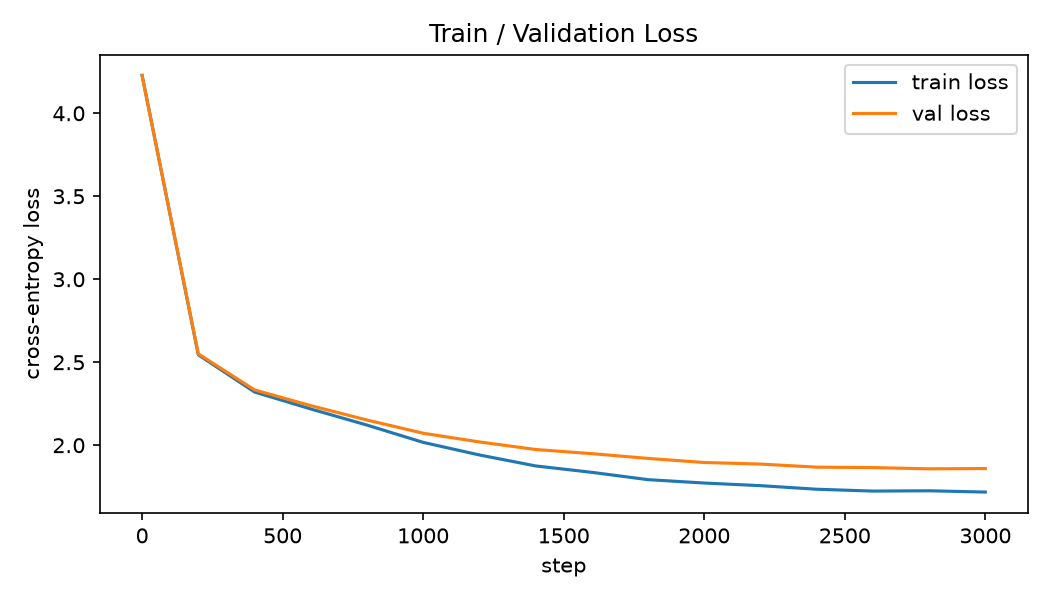 Train / Validation Loss
train loss
val loss
cross-entropy loss
4.0
3.5
3.0
2.5
2.0
0
500
1000
1500
2000
2500
3000
step